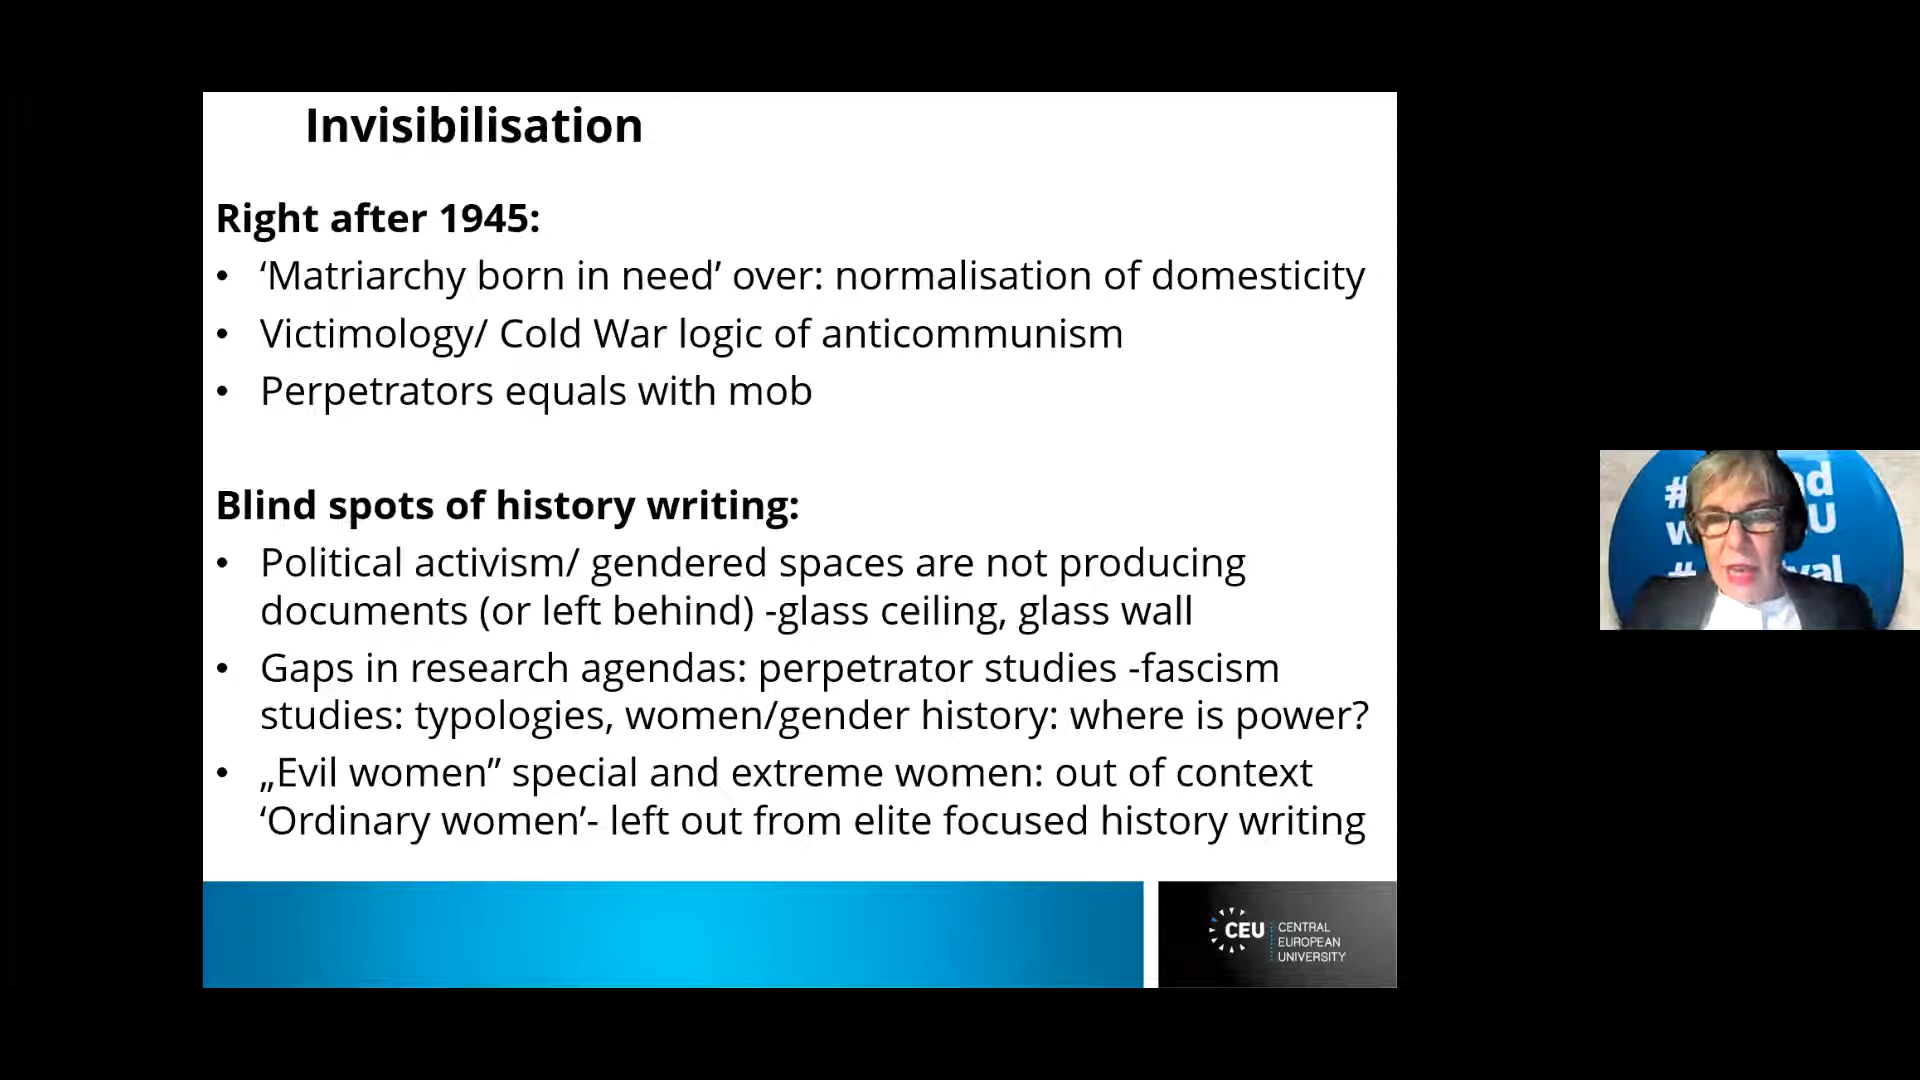 Invisibilisation
Right after 1945:
• ‘Matriarchy born in need’ over: normalisation of domesticity
• Victimology/ Cold War logic of anticommunism
• Perpetrators equals with mob
Blind spots of history writing:
• Political activism/ gendered spaces are not producing
documents (or left behind) -glass ceiling, glass wall
• Gaps in research agendas: perpetrator studies -fascism
studies: typologies, women/gender history: where is power?
• „Evil women” special and extreme women: out of context
‘Ordinary women’- left out from elite focused history writing
CEU
CENTRAL
EUROPEAN
UNIVERSITY